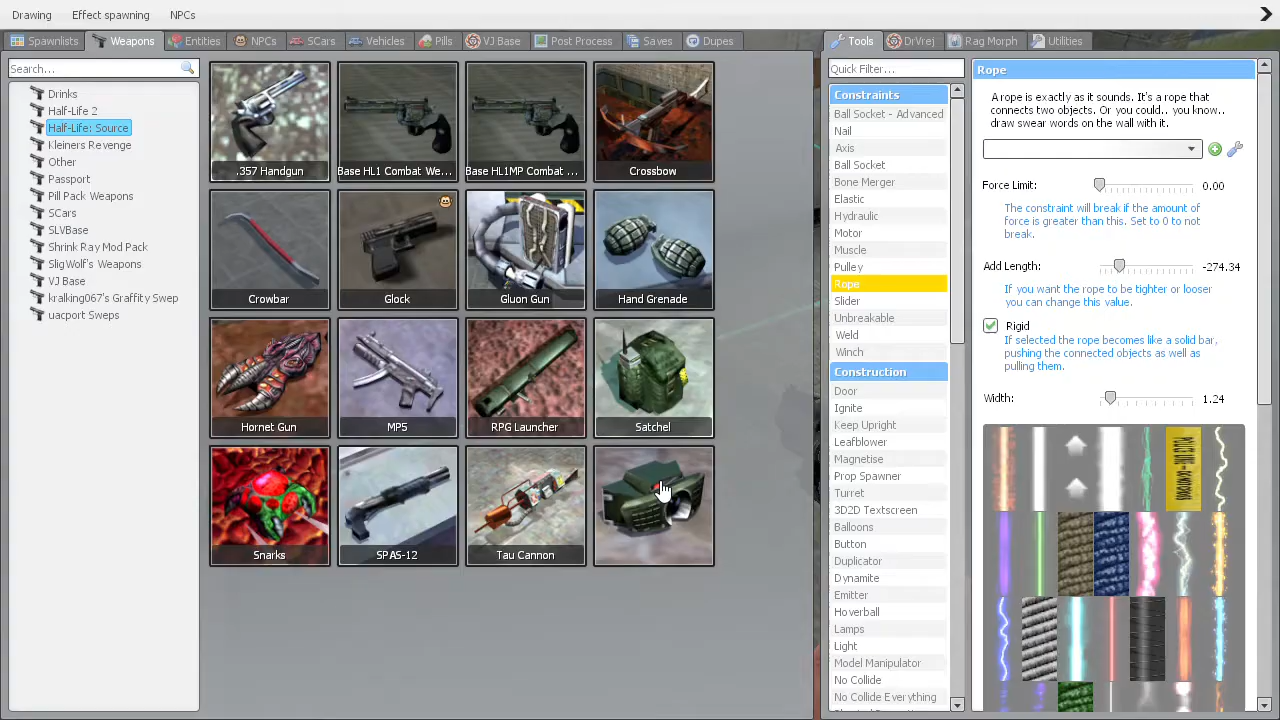 Drawing Effect spawning NPCs
Spawnlists Weapons Entities NPCs SCars Vehicles Pills VJ Base Post Process Saves Dupes
Search...
Drinks
Half-Life 2
Half-Life: Source
Kleiners Revenge
Other
Passport
Pill Pack Weapons
SCars
SLVBase
Shrink Ray Mod Pack
SligWolf's Weapons
VJ Base
kralking067's Graffity Swep
uacport Sweps
.357 Handgun Base HL1 Combat We... Base HL1MP Combat ... Crossbow
Crowbar Glock Gluon Gun Hand Grenade
Hornet Gun MP5 RPG Launcher Satchel
Snarks SPAS-12 Tau Cannon
Tools DrVrej Rag Morph Utilities
Quick Filter...
Constraints
Ball Socket - Advanced
Nail
Axis
Ball Socket
Bone Merger
Elastic
Hydraulic
Motor
Muscle
Pulley
Rope
Slider
Unbreakable
Weld
Winch
Construction
Door
Ignite
Keep Upright
Leafblower
Magnetise
Prop Spawner
Turret
3D2D Textscreen
Balloons
Button
Duplicator
Dynamite
Emitter
Hoverball
Lamps
Light
Model Manipulator
No Collide
No Collide Everything
Rope
A rope is exactly as it sounds. It's a rope that
connects two objects. Or you could.. you know..
draw swear words on the wall with it.
Force Limit: 0.00
The constraint will break if the amount of
force is greater than this. Set to 0 to not
break.
Add Length: -274.34
If you want the rope to be tighter or looser
you can change this value.
Rigid
If selected the rope becomes like a solid bar,
pushing the connected objects as well as
pulling them.
Width: 1.24